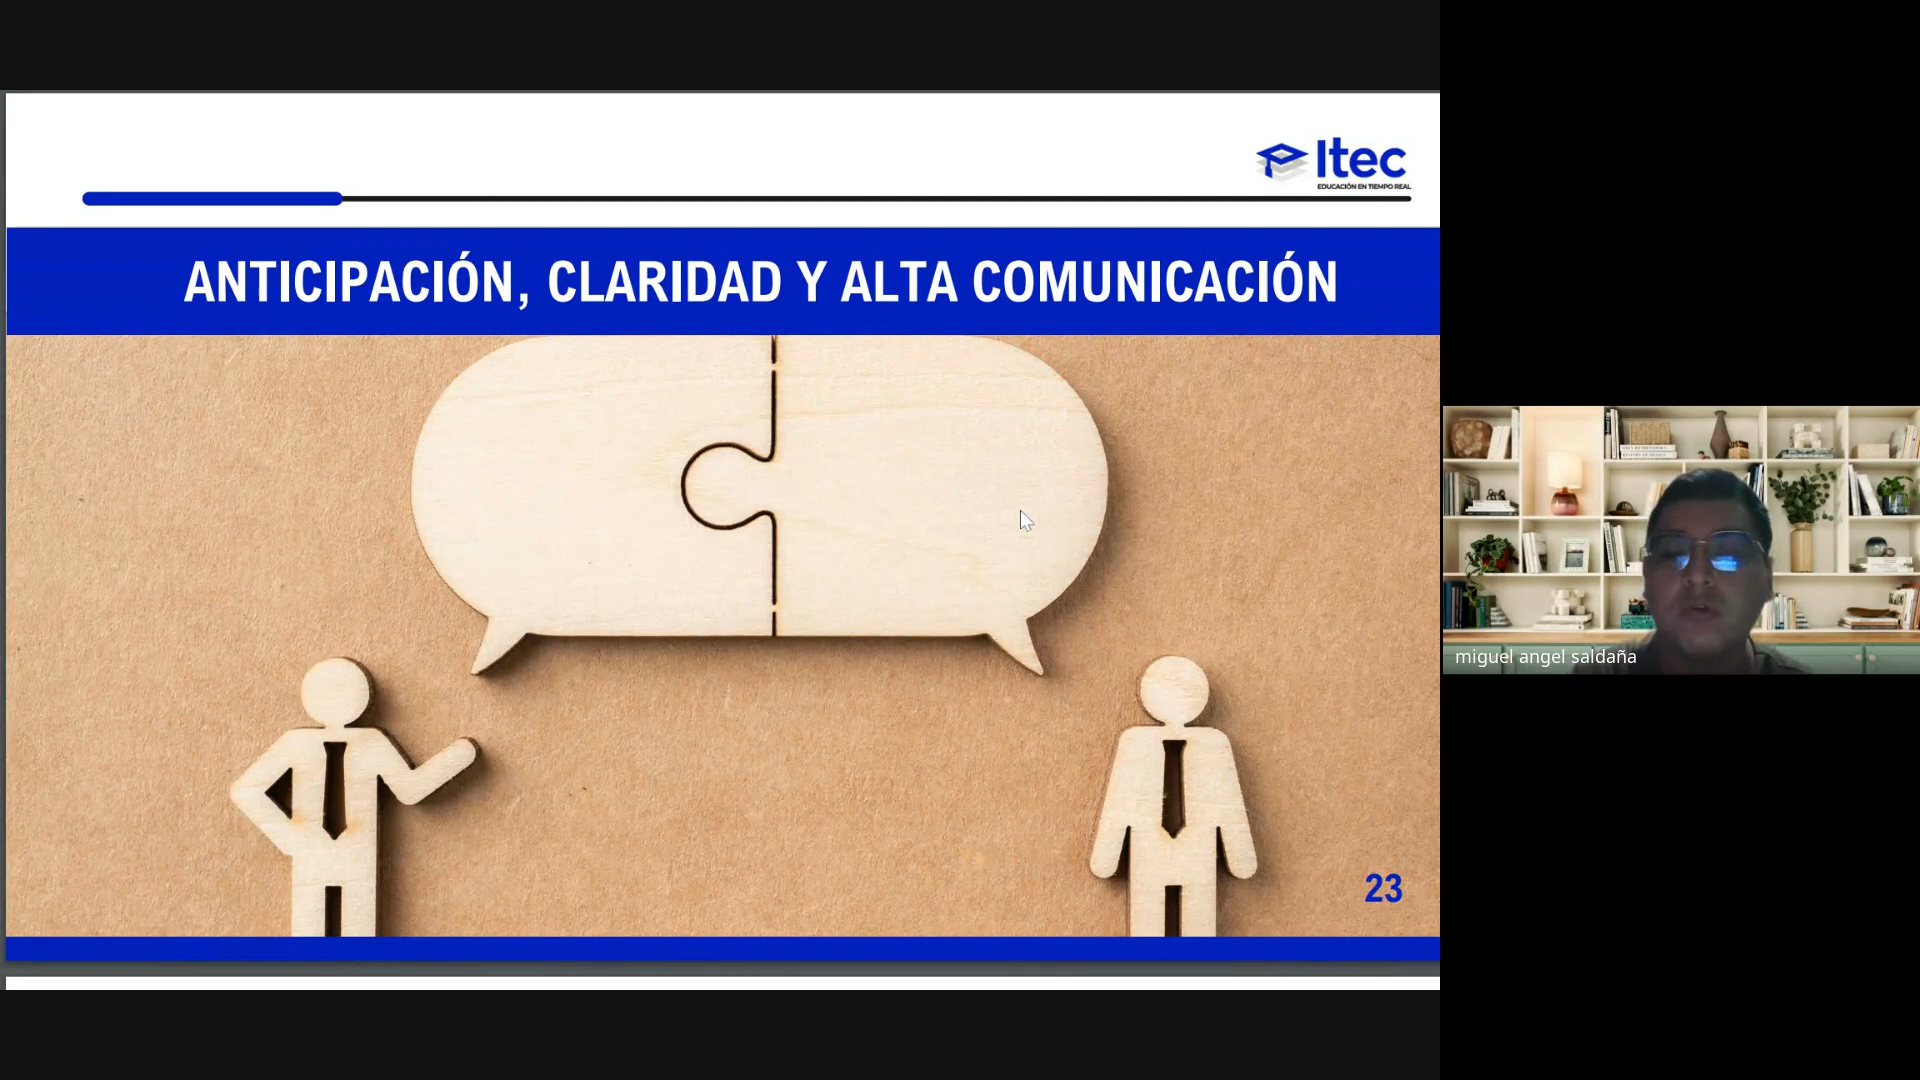 Itec
EDUCACIÓN EN TIEMPO REAL
ANTICIPACIÓN, CLARIDAD Y ALTA COMUNICACIÓN
23
miguel angel saldaña